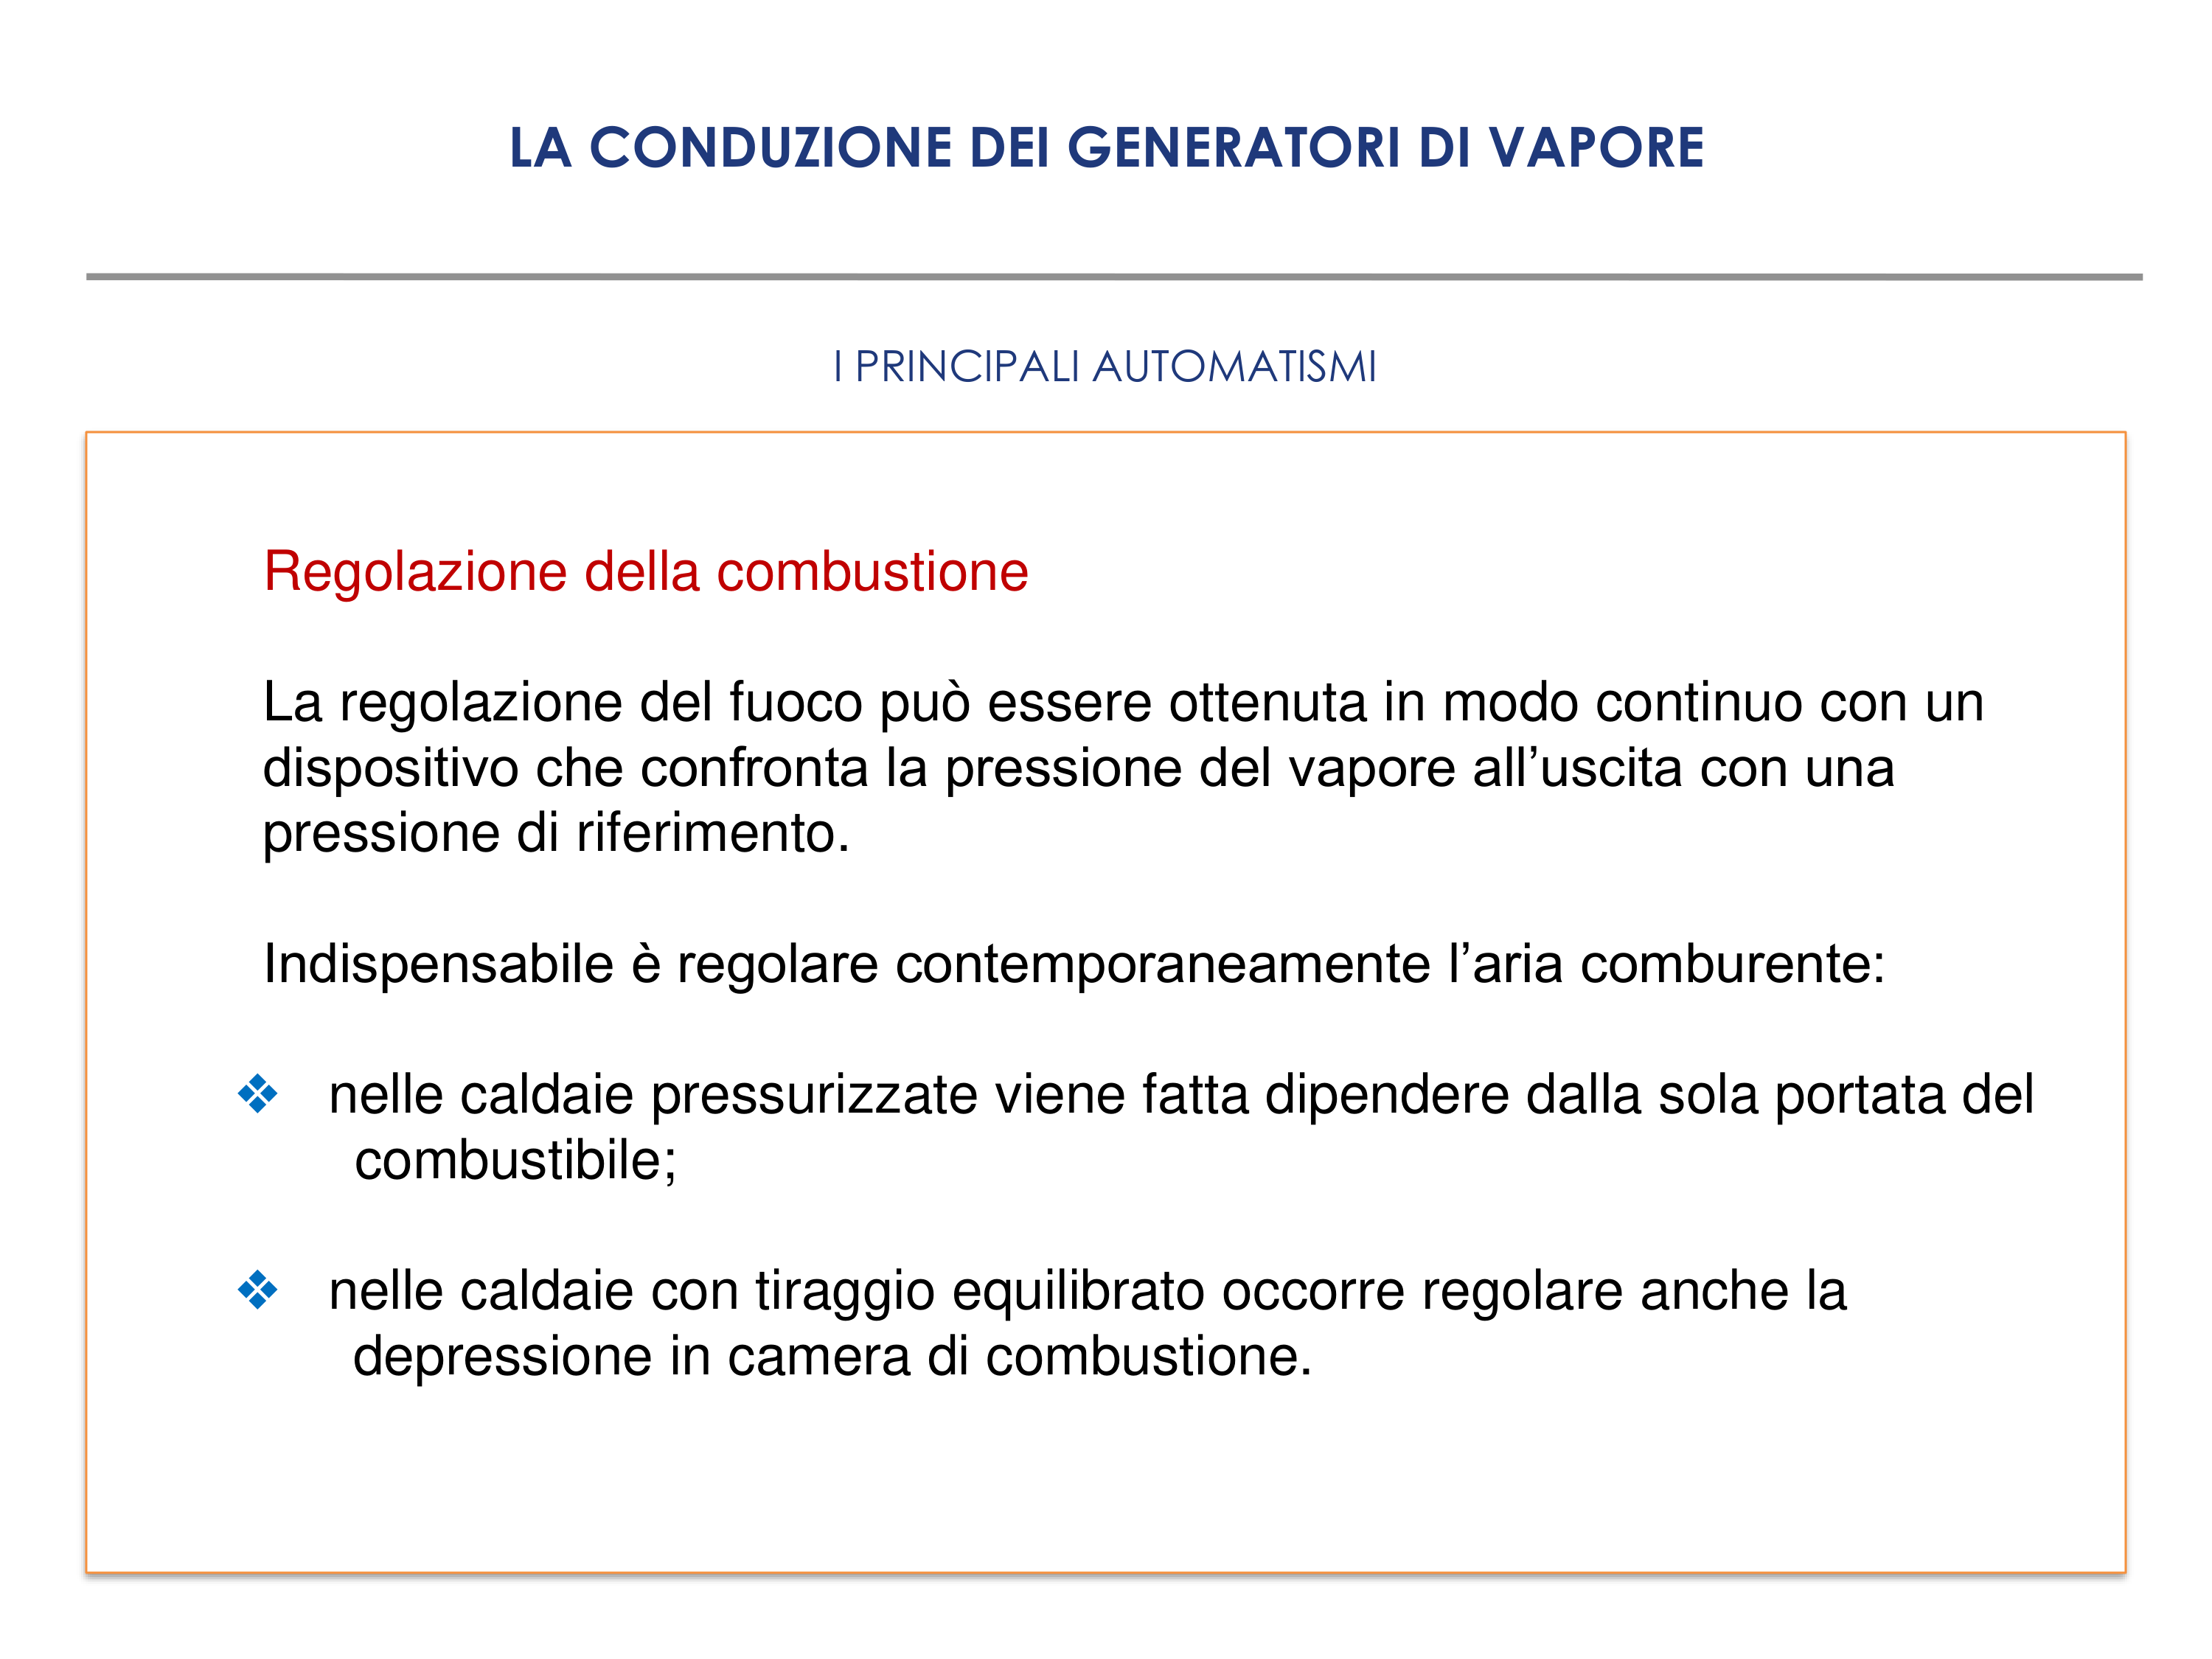 LA CONDUZIONE DEI GENERATORI DI VAPORE
I PRINCIPALI AUTOMATISMI
Regolazione della combustione
La regolazione del fuoco può essere ottenuta in modo continuo con un
dispositivo che confronta la pressione del vapore all’uscita con una
pressione di riferimento.
Indispensabile è regolare contemporaneamente l’aria comburente:
❖ nelle caldaie pressurizzate viene fatta dipendere dalla sola portata del
combustibile;
❖ nelle caldaie con tiraggio equilibrato occorre regolare anche la
depressione in camera di combustione.